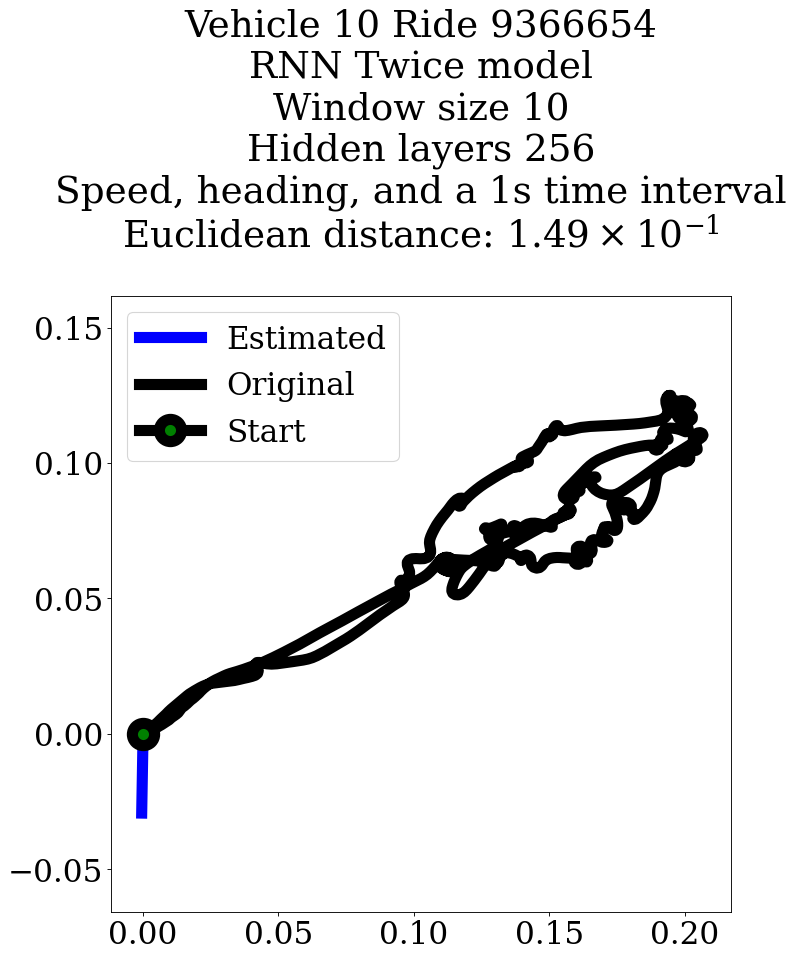 Vehicle 10 Ride 9366654
RNN Twice model
Window size 10
Hidden layers 256
Speed, heading, and a 1s time interval
Euclidean distance: 1.49 × 10⁻¹
Estimated
Original
Start
0.15
0.10
0.05
0.00
−0.05
0.00 0.05 0.10 0.15 0.20